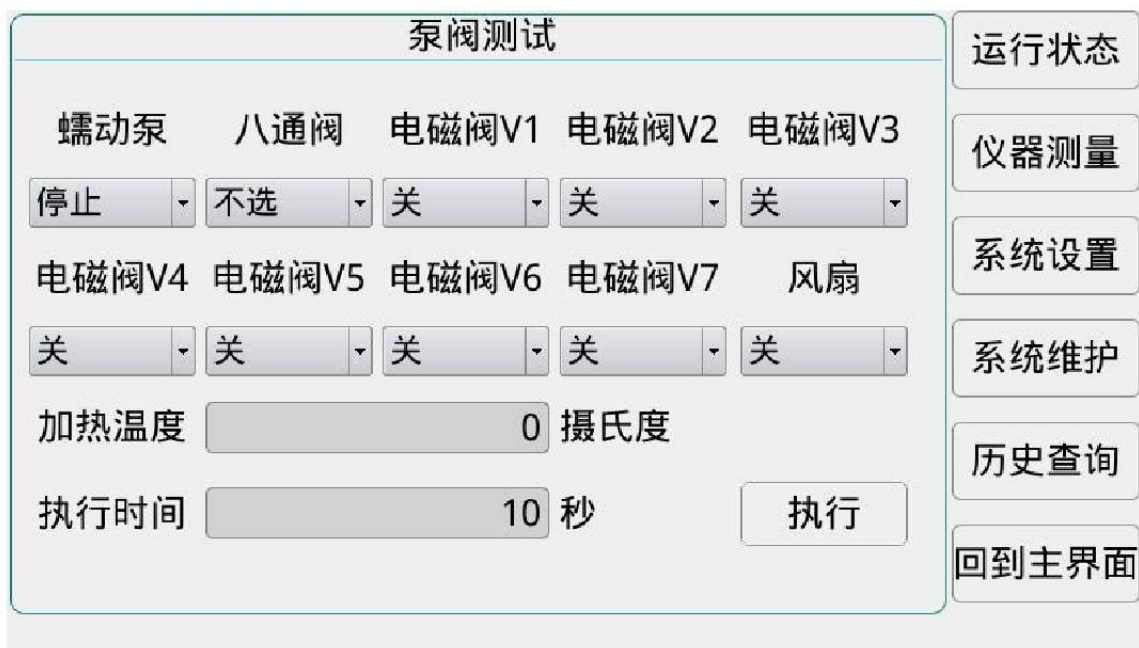 泵阀测试
蠕动泵 八通阀 电磁阀V1 电磁阀V2 电磁阀V3
停止 不选 关 关 关
电磁阀V4 电磁阀V5 电磁阀V6 电磁阀V7 风扇
关 关 关 关 关
加热温度 0 摄氏度
执行时间 10 秒 执行
运行状态
仪器测量
系统设置
系统维护
历史查询
回到主界面